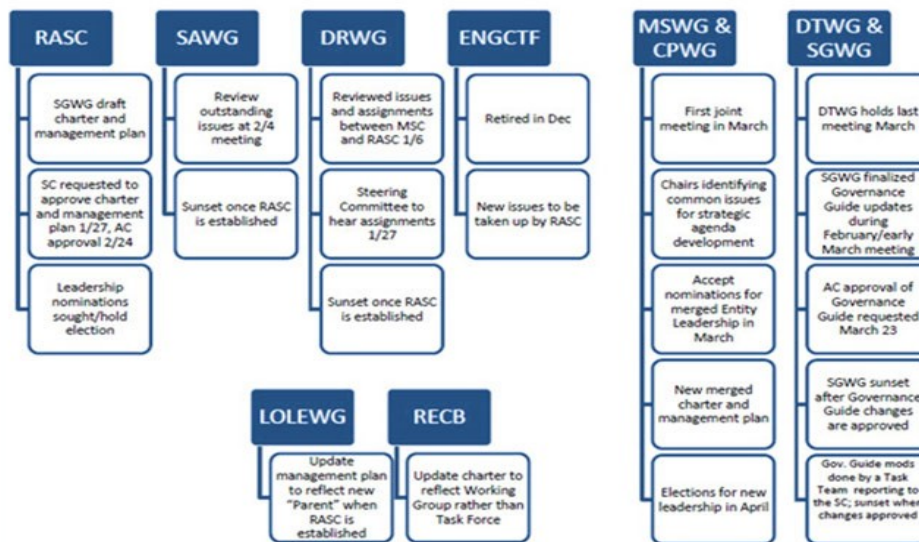 RASC
SGWG draft
charter and
management plan
SC requested to
approve charter
and management
plan 1/27, AC
approval 2/24
Leadership
nominations
sought/hold
election
SAWG
Review
outstanding
issues at 2/4
meeting
Sunset once RASC
is established
DRWG
Reviewed issues
and assignments
between MSC
and RASC 1/6
Steering
Committee to
hear assignments
1/27
Sunset once RASC
is established
ENGCTF
Retired in Dec
New issues to be
taken up by RASC
MSWG &
CPWG
First joint
meeting in March
Chairs identifying
common issues
for strategic
agenda
development
Accept
nominations for
merged Entity
Leadership in
March
New merged
charter and
management plan
Elections for new
leadership in April
DTWG &
SGWG
DTWG holds last
meeting March
SGWG finalized
Governance
Guide updates
during
February/early
March meeting
AC approval of
Governance
Guide requested
March 23
SGWG sunset
after Governance
Guide changes
are approved
Gov. Guide mods
done by a Task
Team reporting to
the SC; sunset when
changes approved
LOLEWG
Update
management plan
to reflect new
"Parent" when
RASC is
established
RECB
Update charter to
reflect Working
Group rather than
Task Force